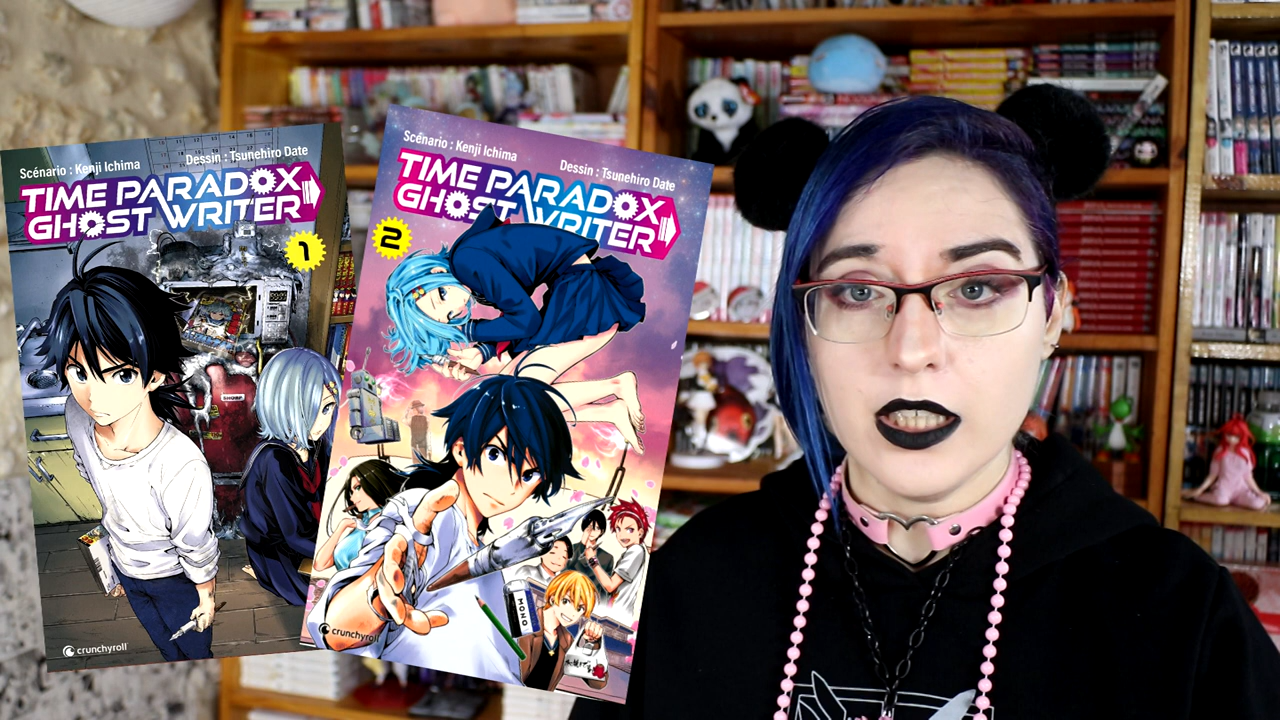 Scénario : Kenji Ichima
Dessin : Tsunehiro Date
TIME PARADOX
GHOST WRITER
1
crunchyroll
Scénario : Kenji Ichima
Dessin : Tsunehiro Date
TIME PARADOX
GHOST WRITER
2
MONO
crunchyroll